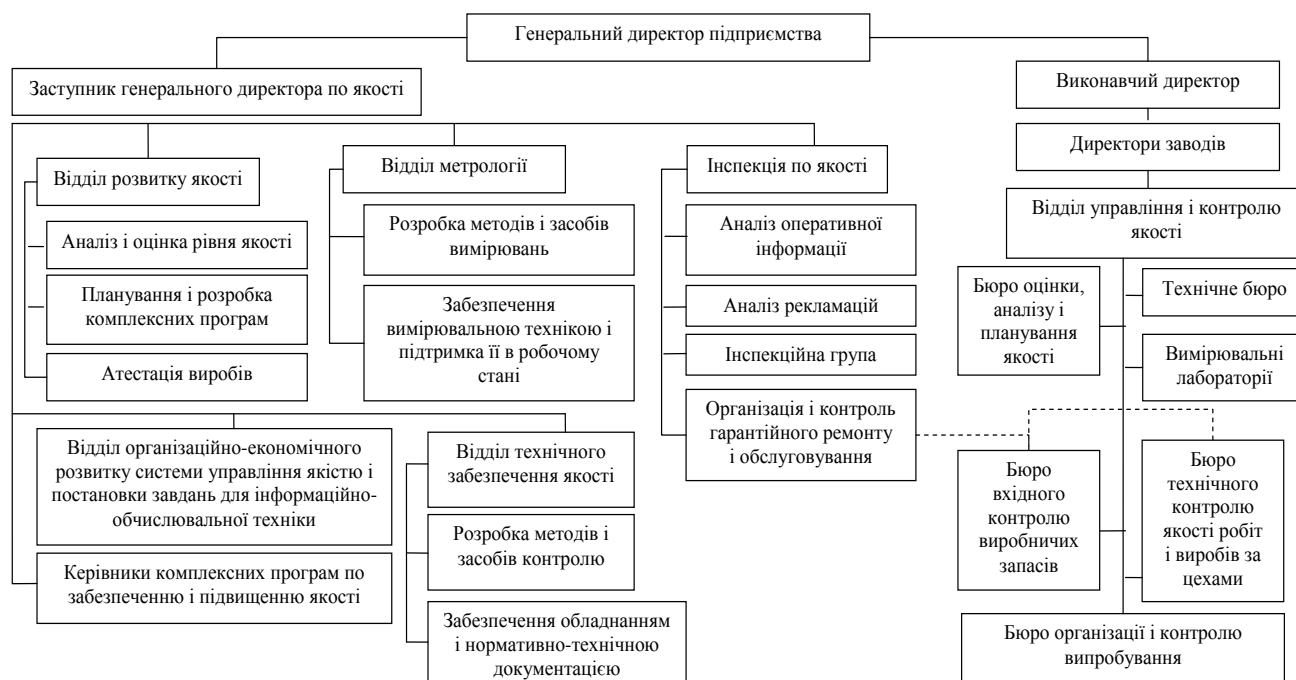 Генеральний директор підприємства
Заступник генерального директора по якості
Виконавчий директор
Директори заводів
Відділ розвитку якості
Аналіз і оцінка рівня якості
Планування і розробка
комплексних програм
Атестація виробів
Відділ метрології
Розробка методів і засобів
вимірювань
Забезпечення
вимірювальною технікою і
підтримка її в робочому
стані
Інспекція по якості
Аналіз оперативної
інформації
Аналіз рекламацій
Інспекційна група
Організація і контроль
гарантійного ремонту
і обслуговування
Відділ управління і контролю
якості
Бюро оцінки,
аналізу і
планування
якості
Технічне бюро
Вимірювальні
лабораторії
Відділ організаційно-економічного
розвитку системи управління якістю і
постановки завдань для інформаційно-
обчислювальної техніки
Керівники комплексних програм по
забезпеченню і підвищенню якості
Відділ технічного
забезпечення якості
Розробка методів і
засобів контролю
Забезпечення обладнанням
і нормативно-технічною
документацією
Бюро
вхідного
контролю
виробничих
запасів
Бюро
технічного
контролю
якості робіт
і виробів за
цехами
Бюро організації і контролю
випробування